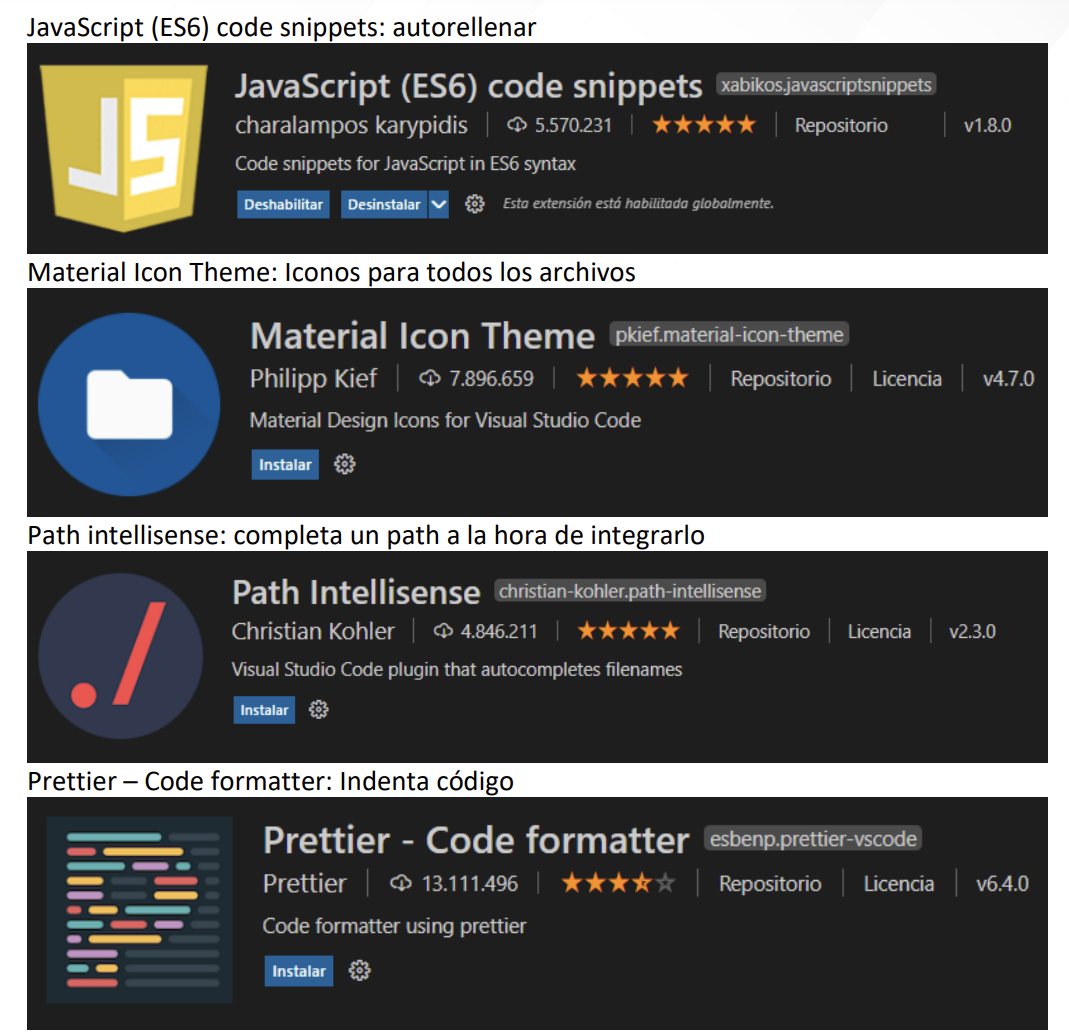 JavaScript (ES6) code snippets: autorellenar
JS
JavaScript (ES6) code snippets xabikos.javascriptsnippets
charalampos karypidis 5.570.231 ★★★★★ Repositorio v1.8.0
Code snippets for JavaScript in ES6 syntax
Deshabilitar Desinstalar Esta extensión está habilitada globalmente.
Material Icon Theme: Iconos para todos los archivos
Material Icon Theme pkief.material-icon-theme
Philipp Kief 7.896.659 ★★★★★ Repositorio Licencia v4.7.0
Material Design Icons for Visual Studio Code
Instalar
Path intellisense: completa un path a la hora de integrarlo
./
Path Intellisense christian-kohler.path-intellisense
Christian Kohler 4.846.211 ★★★★★ Repositorio Licencia v2.3.0
Visual Studio Code plugin that autocompletes filenames
Instalar
Prettier – Code formatter: Indenta código
Prettier - Code formatter esbenp.prettier-vscode
Prettier 13.111.496 Repositorio Licencia v6.4.0
Code formatter using prettier
Instalar